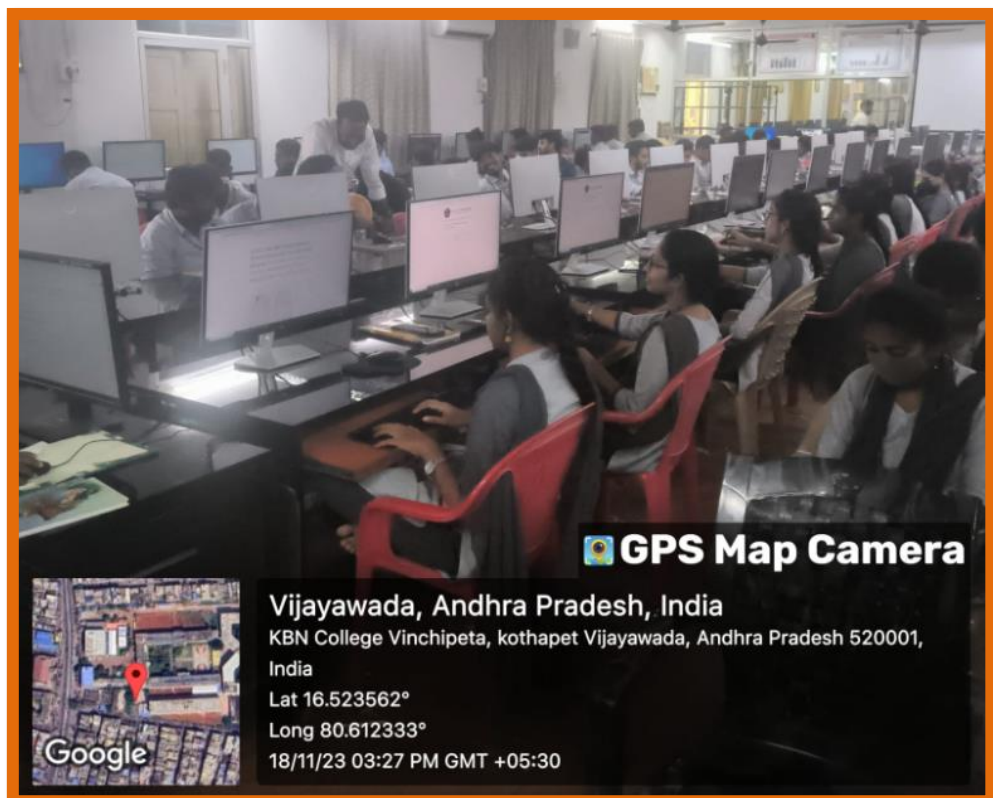 GPS Map Camera
Vijayawada, Andhra Pradesh, India
KBN College Vinchipeta, kothapet Vijayawada, Andhra Pradesh 520001,
India
Lat 16.523562°
Long 80.612333°
18/11/23 03:27 PM GMT +05:30
Google